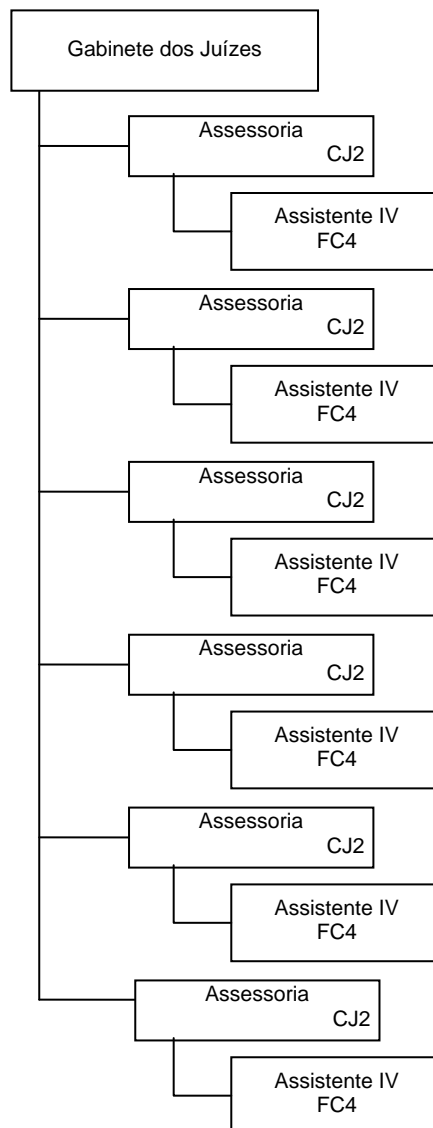 Gabinete dos Juízes
Assessoria
CJ2
Assistente IV
FC4
Assessoria
CJ2
Assistente IV
FC4
Assessoria
CJ2
Assistente IV
FC4
Assessoria
CJ2
Assistente IV
FC4
Assessoria
CJ2
Assistente IV
FC4
Assessoria
CJ2
Assistente IV
FC4